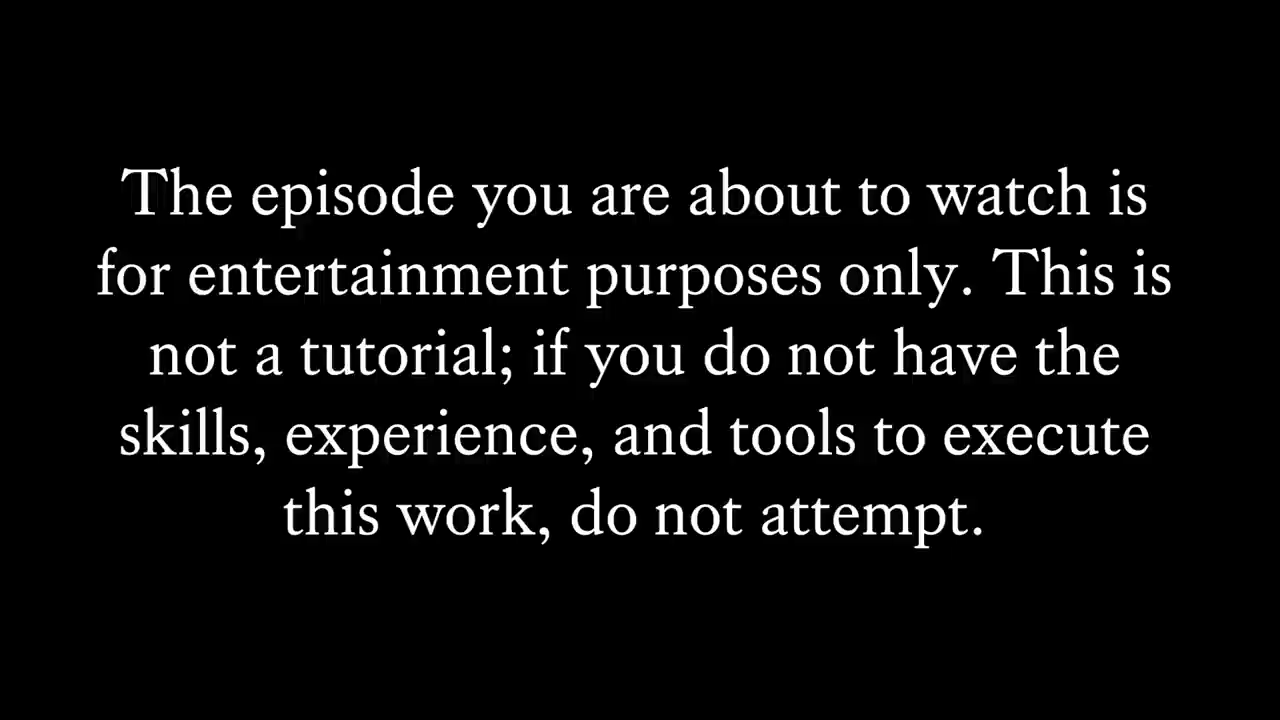 The episode you are about to watch is
for entertainment purposes only. This is
not a tutorial; if you do not have the
skills, experience, and tools to execute
this work, do not attempt.